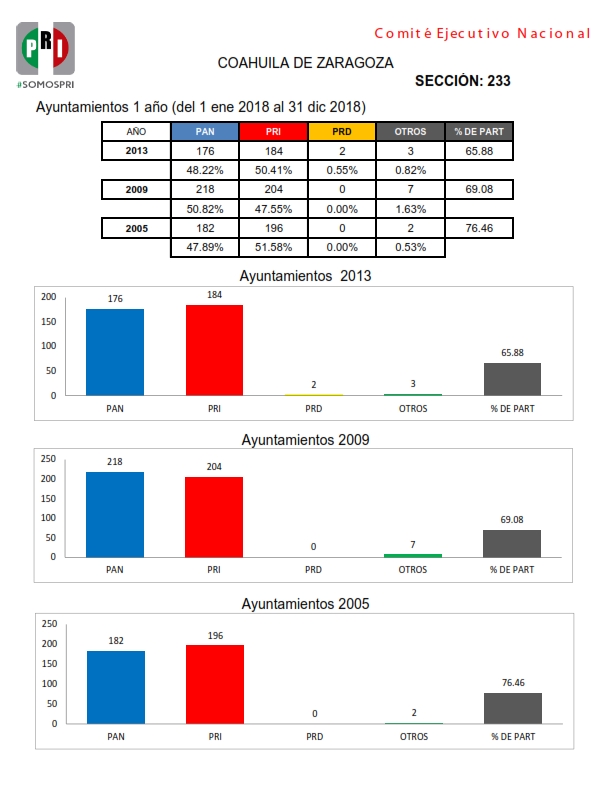 Comité Ejecutivo Nacional
PRI
#SOMOSPRI
COAHUILA DE ZARAGOZA
SECCIÓN: 233
Ayuntamientos 1 año (del 1 ene 2018 al 31 dic 2018)
AÑO PAN PRI PRD OTROS % DE PART
2013 176 184 2 3 65.88
48.22% 50.41% 0.55% 0.82%
2009 218 204 0 7 69.08
50.82% 47.55% 0.00% 1.63%
2005 182 196 0 2 76.46
47.89% 51.58% 0.00% 0.53%
Ayuntamientos 2013
200
150
100
50
0
176 184 2 3 65.88
PAN PRI PRD OTROS % DE PART
Ayuntamientos 2009
250
200
150
100
50
0
218 204 0 7 69.08
PAN PRI PRD OTROS % DE PART
Ayuntamientos 2005
250
200
150
100
50
0
182 196 0 2 76.46
PAN PRI PRD OTROS % DE PART